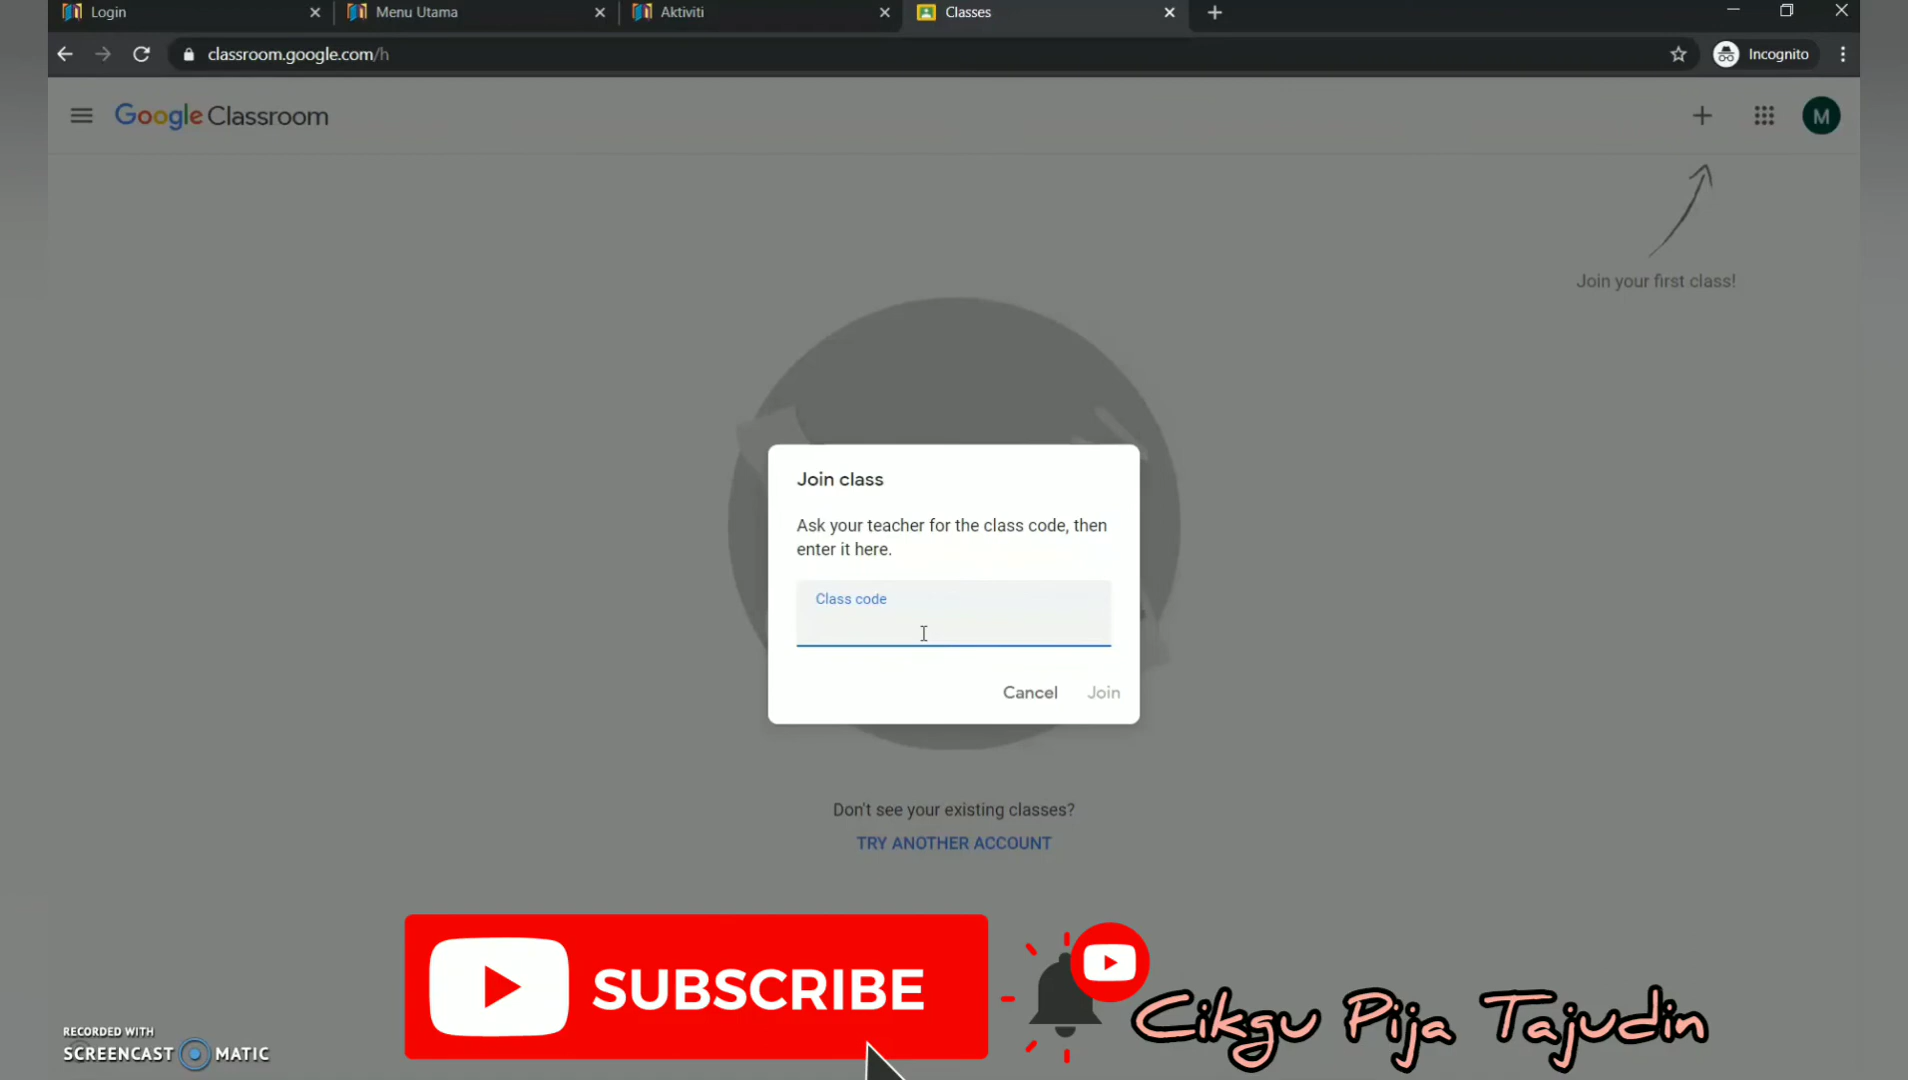 Login
Menu Utama
Aktiviti
Classes
classroom.google.com/h
Incognito
Google Classroom
M
Join your first class!
Join class
Ask your teacher for the class code, then
enter it here.
Class code
Cancel
Join
Don't see your existing classes?
TRY ANOTHER ACCOUNT
SUBSCRIBE
Cikgu Pija Tajudin
RECORDED WITH
SCREENCAST MATIC